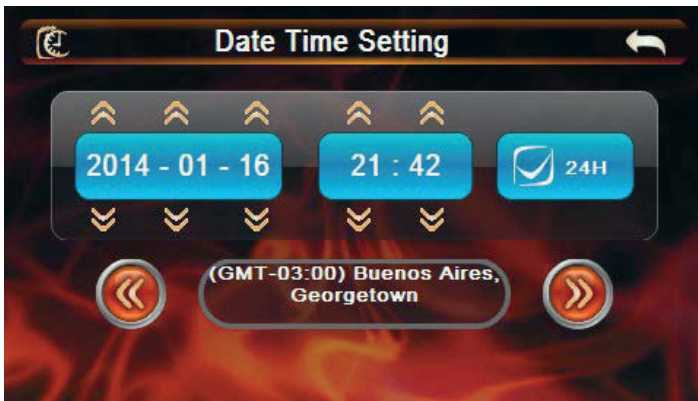 Date Time Setting
2014 - 01 - 16
21 : 42
24H
(GMT-03:00) Buenos Aires,
Georgetown